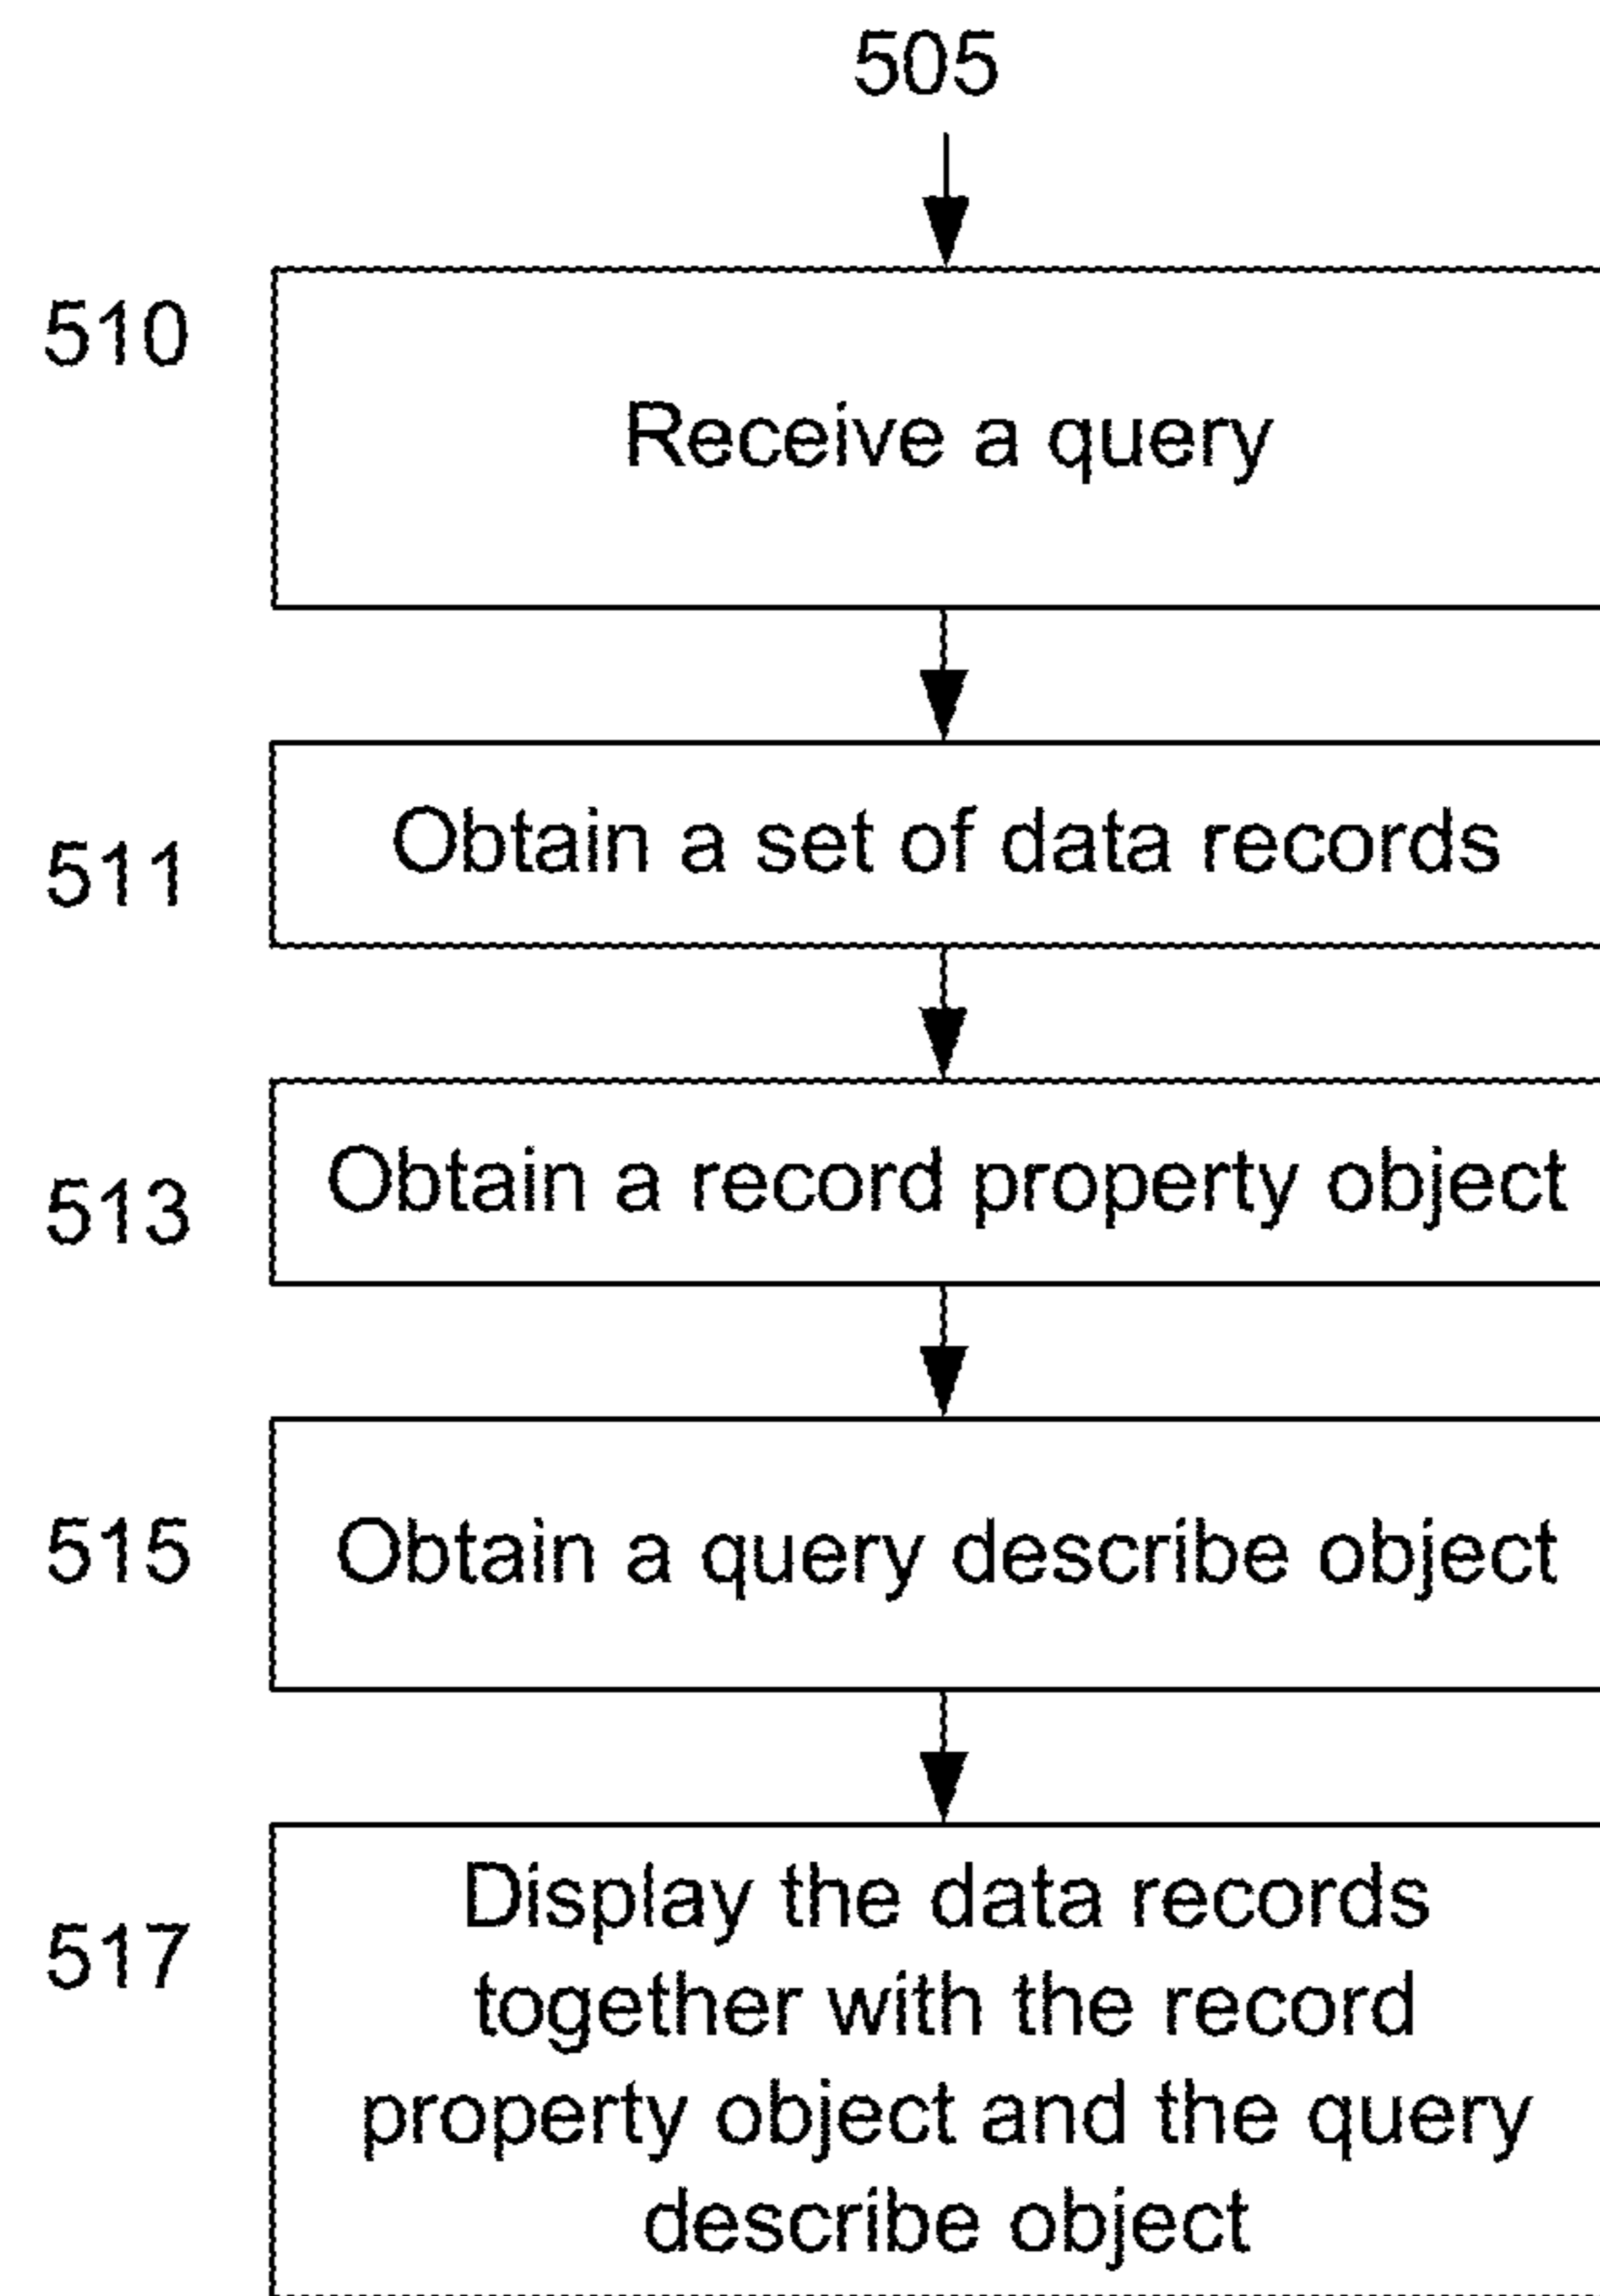 505
510
Receive a query
511
Obtain a set of data records
513
Obtain a record property object
515
Obtain a query describe object
517
Display the data records
together with the record
property object and the query
describe object